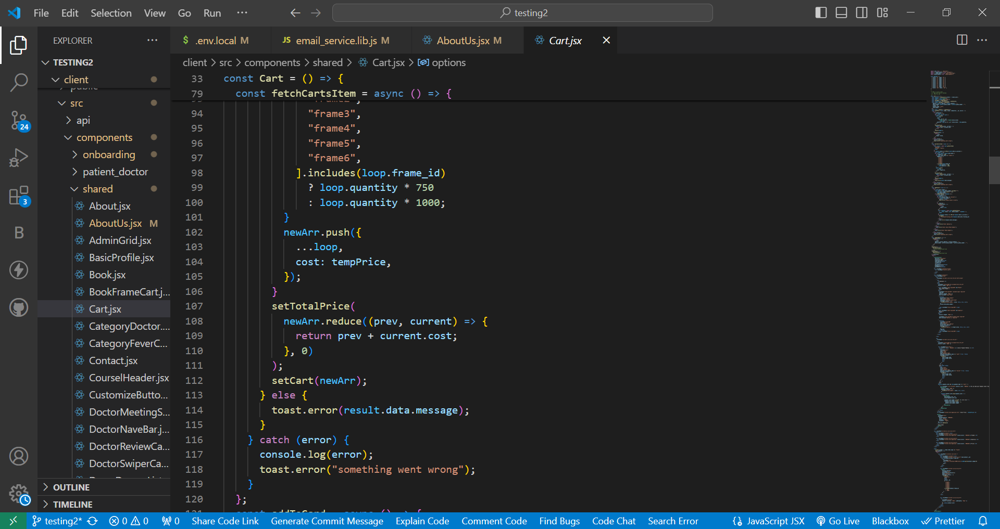 File Edit Selection View Go Run ··· testing2
EXPLORER ···
TESTING2
client
public
src
api
components
onboarding
patient_doctor
shared
About.jsx
AboutUs.jsx M
AdminGrid.jsx
BasicProfile.jsx
Book.jsx
BookFrameCart.j...
Cart.jsx
CategoryDoctor....
CategoryFeverC...
Contact.jsx
CourselHeader.jsx
CustomizeButto...
DoctorMeetingS...
DoctorNaveBar.j...
DoctorReviewCa...
DoctorSwiperCa...
OUTLINE
TIMELINE
24
3
B
$ .env.local M
JS email_service.lib.js M
AboutUs.jsx M
Cart.jsx
client > src > components > shared > Cart.jsx > options
33 const Cart = () => {
79 const fetchCartsItem = async () => {
94 "frame3",
95 "frame4",
96 "frame5",
97 "frame6",
98 ].includes(loop.frame_id)
99 ? loop.quantity * 750
100 : loop.quantity * 1000;
101 }
102 newArr.push({
103 ...loop,
104 cost: tempPrice,
105 });
106 }
107 setTotalPrice(
108 newArr.reduce((prev, current) => {
109 return prev + current.cost;
110 }, 0)
111 );
112 setCart(newArr);
113 } else {
114 toast.error(result.data.message);
115 }
116 } catch (error) {
117 console.log(error);
118 toast.error("something went wrong");
119 }
120 };
testing2* 0 0 0 Share Code Link Generate Commit Message Explain Code Comment Code Find Bugs Code Chat Search Error JavaScript JSX Go Live Blackbox Prettier